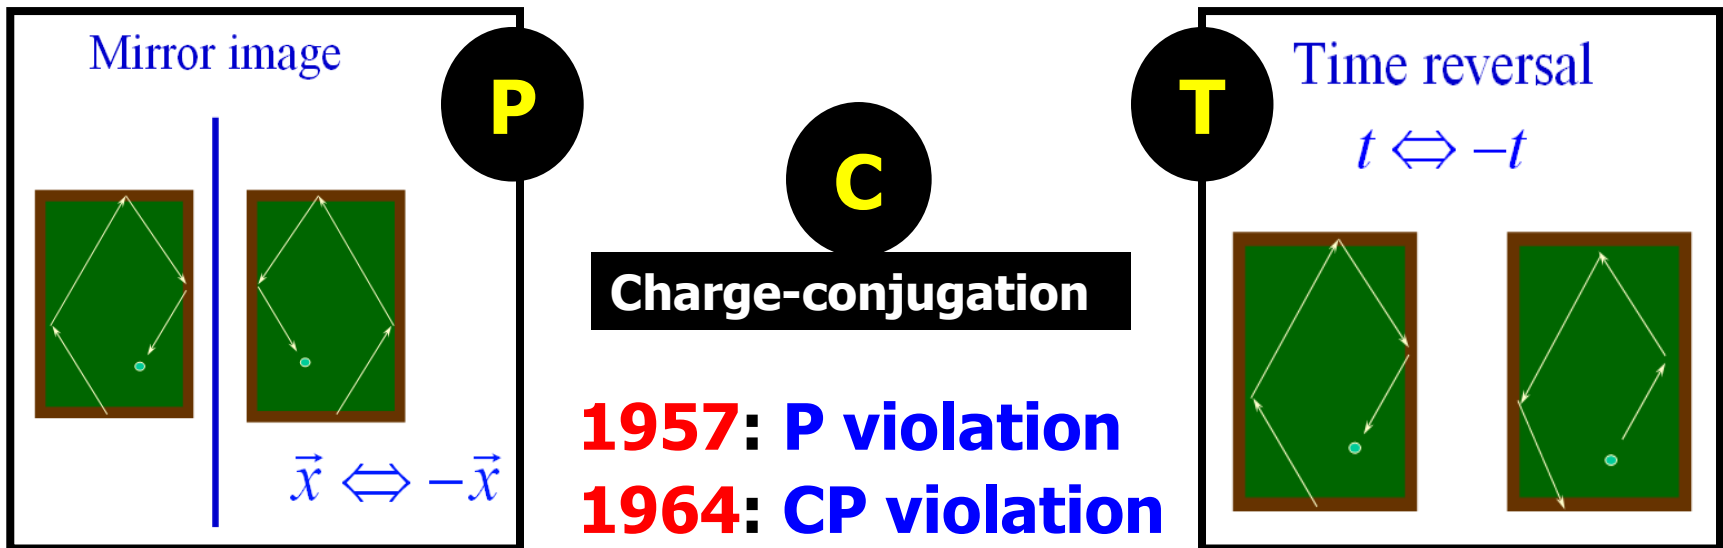 Mirror image
P
x⃗ ⇔ −x⃗
C
Charge-conjugation
1957: P violation
1964: CP violation
T
Time reversal
t ⇔ −t